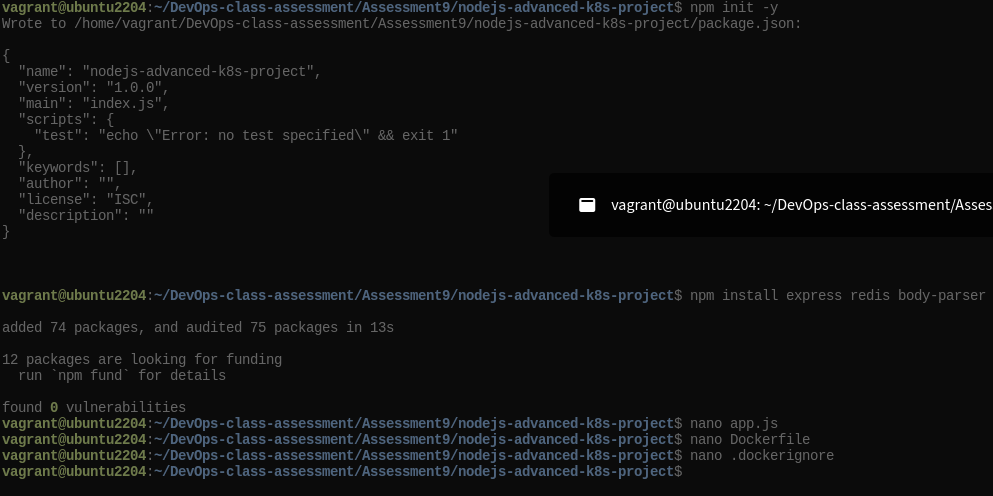 vagrant@ubuntu2204:~/DevOps-class-assessment/Assessment9/nodejs-advanced-k8s-project$ npm init -y
Wrote to /home/vagrant/DevOps-class-assessment/Assessment9/nodejs-advanced-k8s-project/package.json:
{
  "name": "nodejs-advanced-k8s-project",
  "version": "1.0.0",
  "main": "index.js",
  "scripts": {
    "test": "echo \"Error: no test specified\" && exit 1"
  },
  "keywords": [],
  "author": "",
  "license": "ISC",
vagrant@ubuntu2204: ~/DevOps-class-assessment/Asses
  "description": ""
}
vagrant@ubuntu2204:~/DevOps-class-assessment/Assessment9/nodejs-advanced-k8s-project$ npm install express redis body-parser
added 74 packages, and audited 75 packages in 13s
12 packages are looking for funding
  run `npm fund` for details
found 0 vulnerabilities
vagrant@ubuntu2204:~/DevOps-class-assessment/Assessment9/nodejs-advanced-k8s-project$ nano app.js
vagrant@ubuntu2204:~/DevOps-class-assessment/Assessment9/nodejs-advanced-k8s-project$ nano Dockerfile
vagrant@ubuntu2204:~/DevOps-class-assessment/Assessment9/nodejs-advanced-k8s-project$ nano .dockerignore
vagrant@ubuntu2204:~/DevOps-class-assessment/Assessment9/nodejs-advanced-k8s-project$